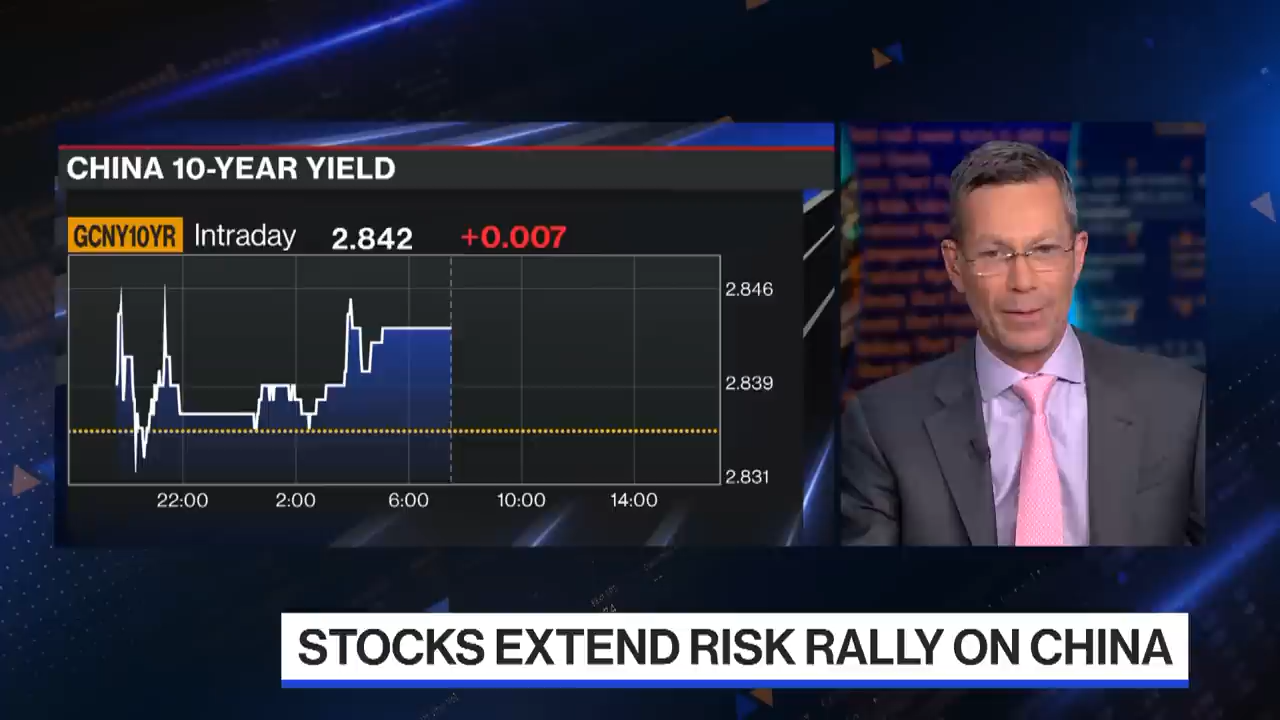 CHINA 10-YEAR YIELD
GCNY10YR Intraday 2.842 +0.007
2.846
2.839
2.831
22:00 2:00 6:00 10:00 14:00
STOCKS EXTEND RISK RALLY ON CHINA